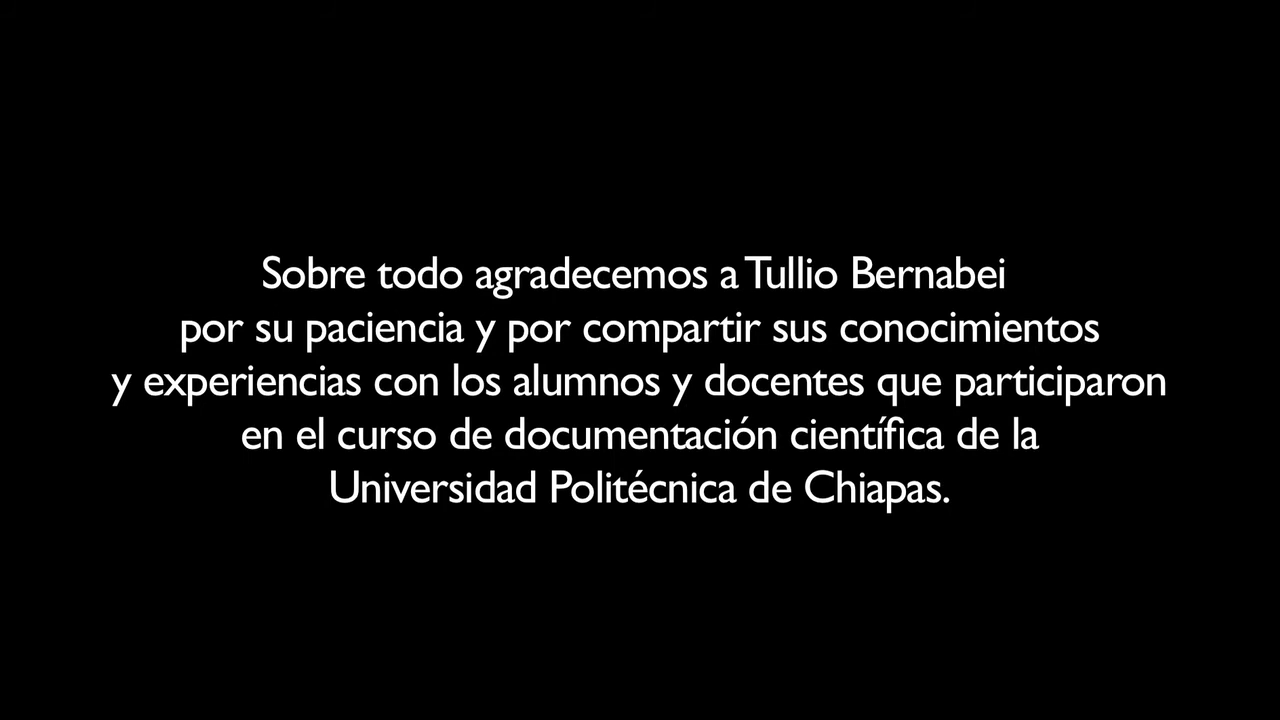 Sobre todo agradecemos a Tullio Bernabei
por su paciencia y por compartir sus conocimientos
y experiencias con los alumnos y docentes que participaron
en el curso de documentación científica de la
Universidad Politécnica de Chiapas.